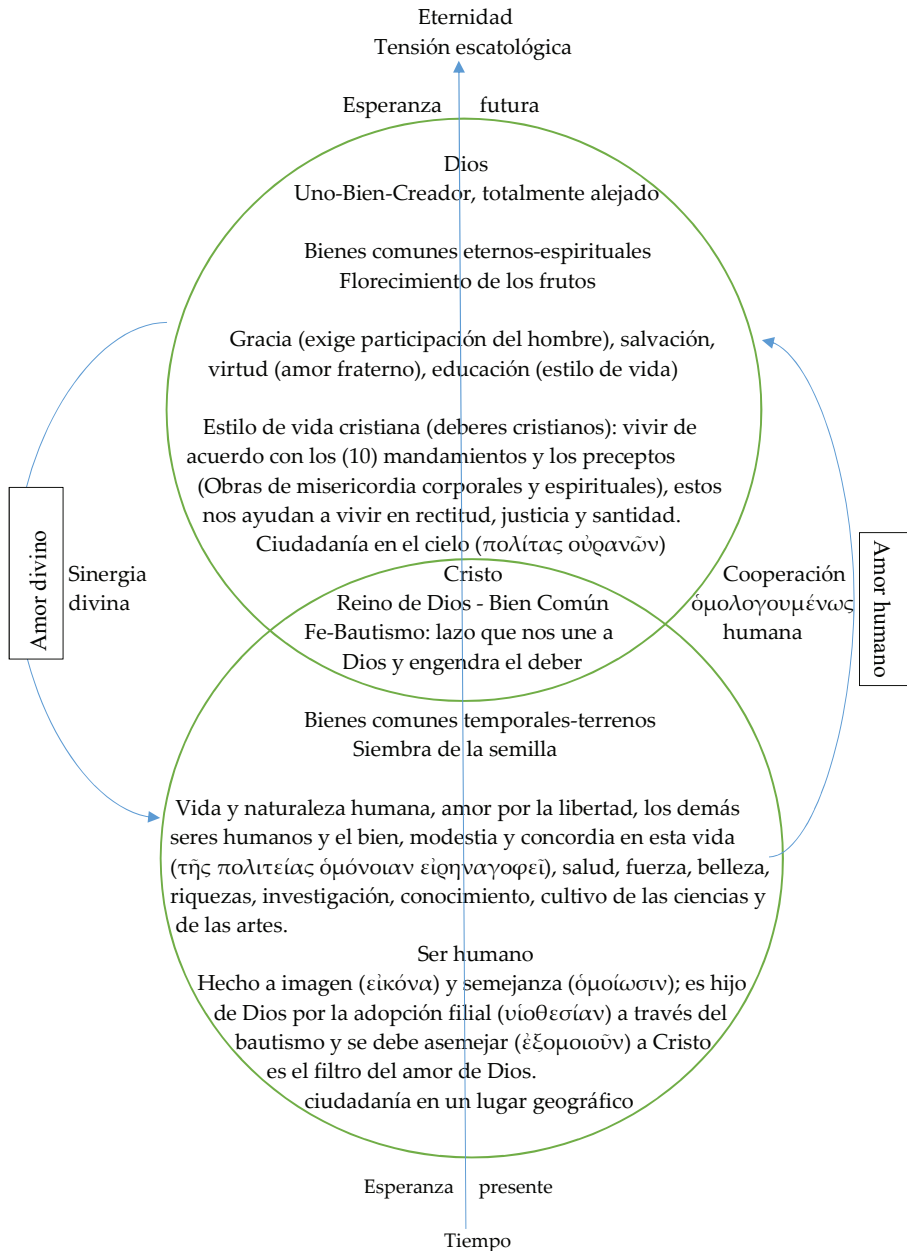 Eternidad
Tensión escatológica
Esperanza futura
Dios
Uno-Bien-Creador, totalmente alejado
Bienes comunes eternos-espirituales
Florecimiento de los frutos
Gracia (exige participación del hombre), salvación,
virtud (amor fraterno), educación (estilo de vida)
Estilo de vida cristiana (deberes cristianos): vivir de
acuerdo con los (10) mandamientos y los preceptos
(Obras de misericordia corporales y espirituales), estos
nos ayudan a vivir en rectitud, justicia y santidad.
Ciudadanía en el cielo (πολίτας οὐρανῶν)
Amor divino
Sinergia
divina
Cristo
Reino de Dios - Bien Común
Fe-Bautismo: lazo que nos une a
Dios y engendra el deber
Cooperación
ὁμολογουμένως
humana
Amor humano
Bienes comunes temporales-terrenos
Siembra de la semilla
Vida y naturaleza humana, amor por la libertad, los demás
seres humanos y el bien, modestia y concordia en esta vida
(τῆς πολιτείας ὁμόνοιαν εἰρηναγοφεῖ), salud, fuerza, belleza,
riquezas, investigación, conocimiento, cultivo de las ciencias y
de las artes.
Ser humano
Hecho a imagen (εἰκόνα) y semejanza (ὁμοίωσιν); es hijo
de Dios por la adopción filial (υἱοθεσίαν) a través del
bautismo y se debe asemejar (ἐξομοιοῦν) a Cristo
es el filtro del amor de Dios.
ciudadanía en un lugar geográfico
Esperanza presente
Tiempo